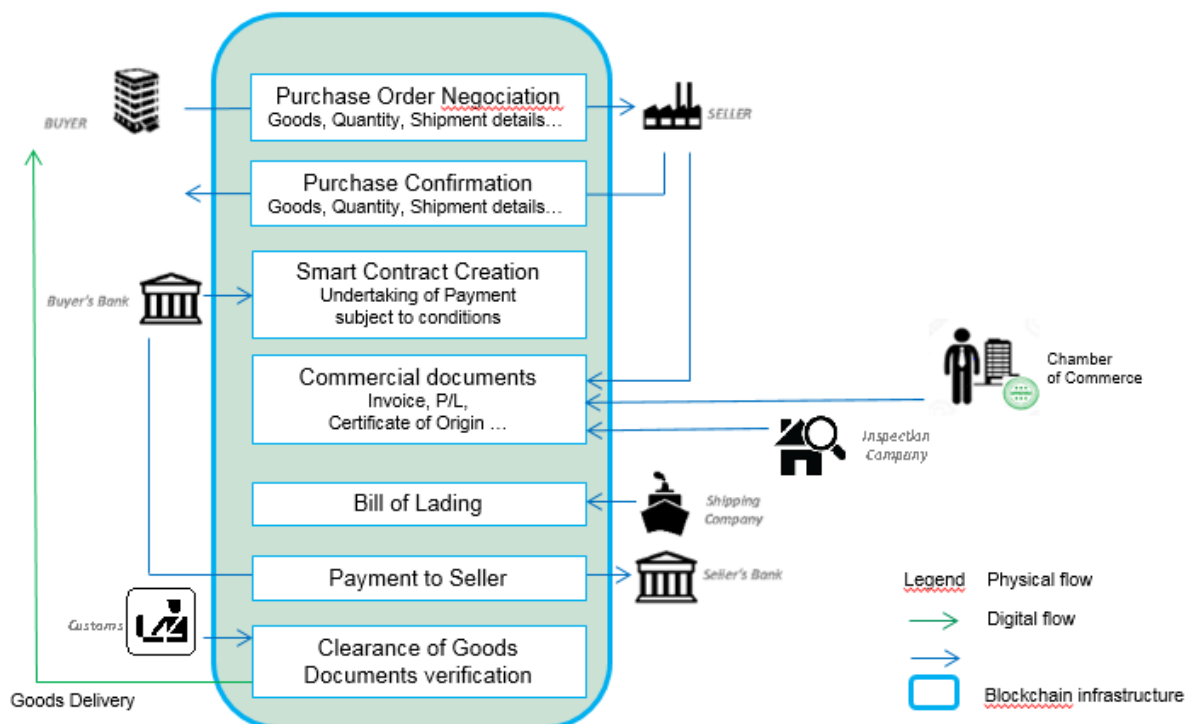 Purchase Order Negociation
Goods, Quantity, Shipment details…
BUYER
SELLER
Purchase Confirmation
Goods, Quantity, Shipment details…
Smart Contract Creation
Undertaking of Payment
subject to conditions
Buyer's Bank
Commercial documents
Invoice, P/L,
Certificate of Origin …
Chamber
of Commerce
Inspection
Company
Bill of Lading
Shipping
Company
Payment to Seller
Seller's Bank
Customs
Clearance of Goods
Documents verification
Goods Delivery
Legend Physical flow
Digital flow
Blockchain infrastructure